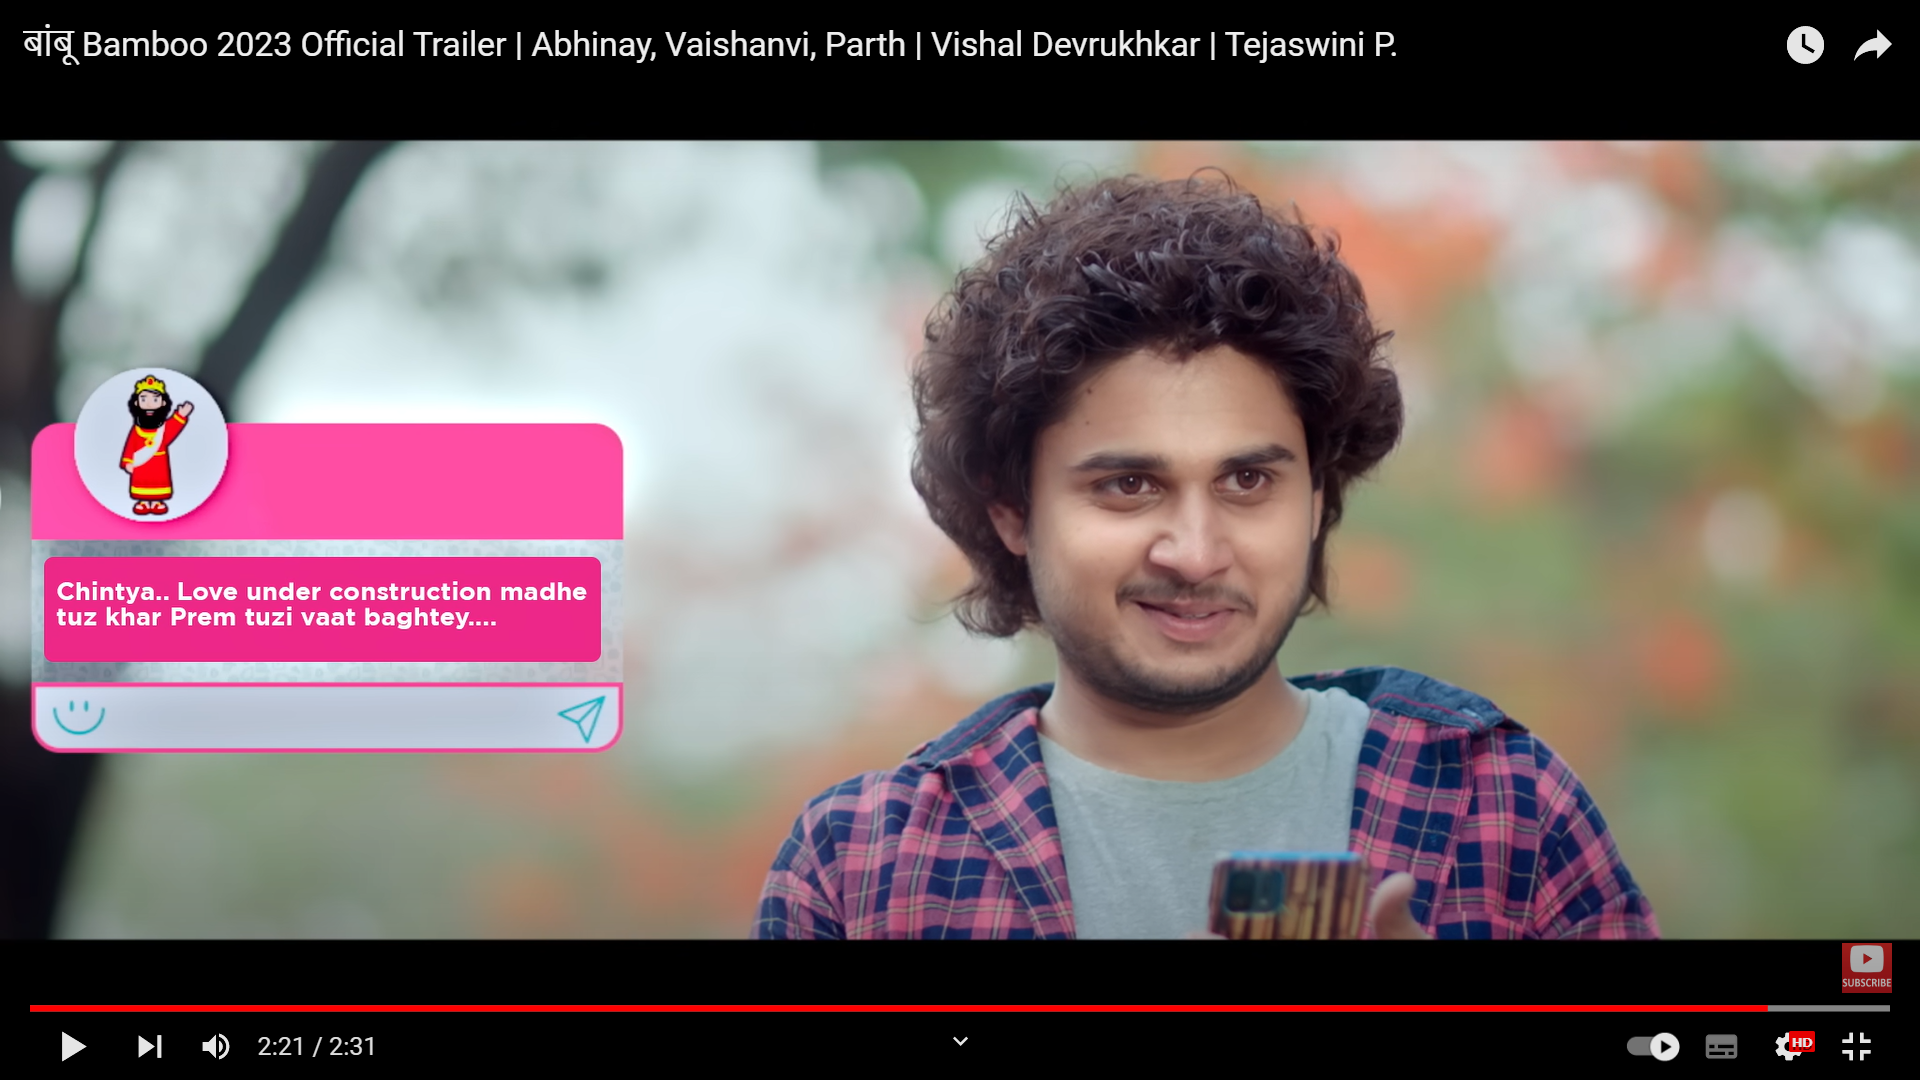 बांबू Bamboo 2023 Official Trailer | Abhinay, Vaishanvi, Parth | Vishal Devrukhkar | Tejaswini P.
Chintya.. Love under construction madhe
tuz khar Prem tuzi vaat baghtey....
SUBSCRIBE
2:21 / 2:31
HD